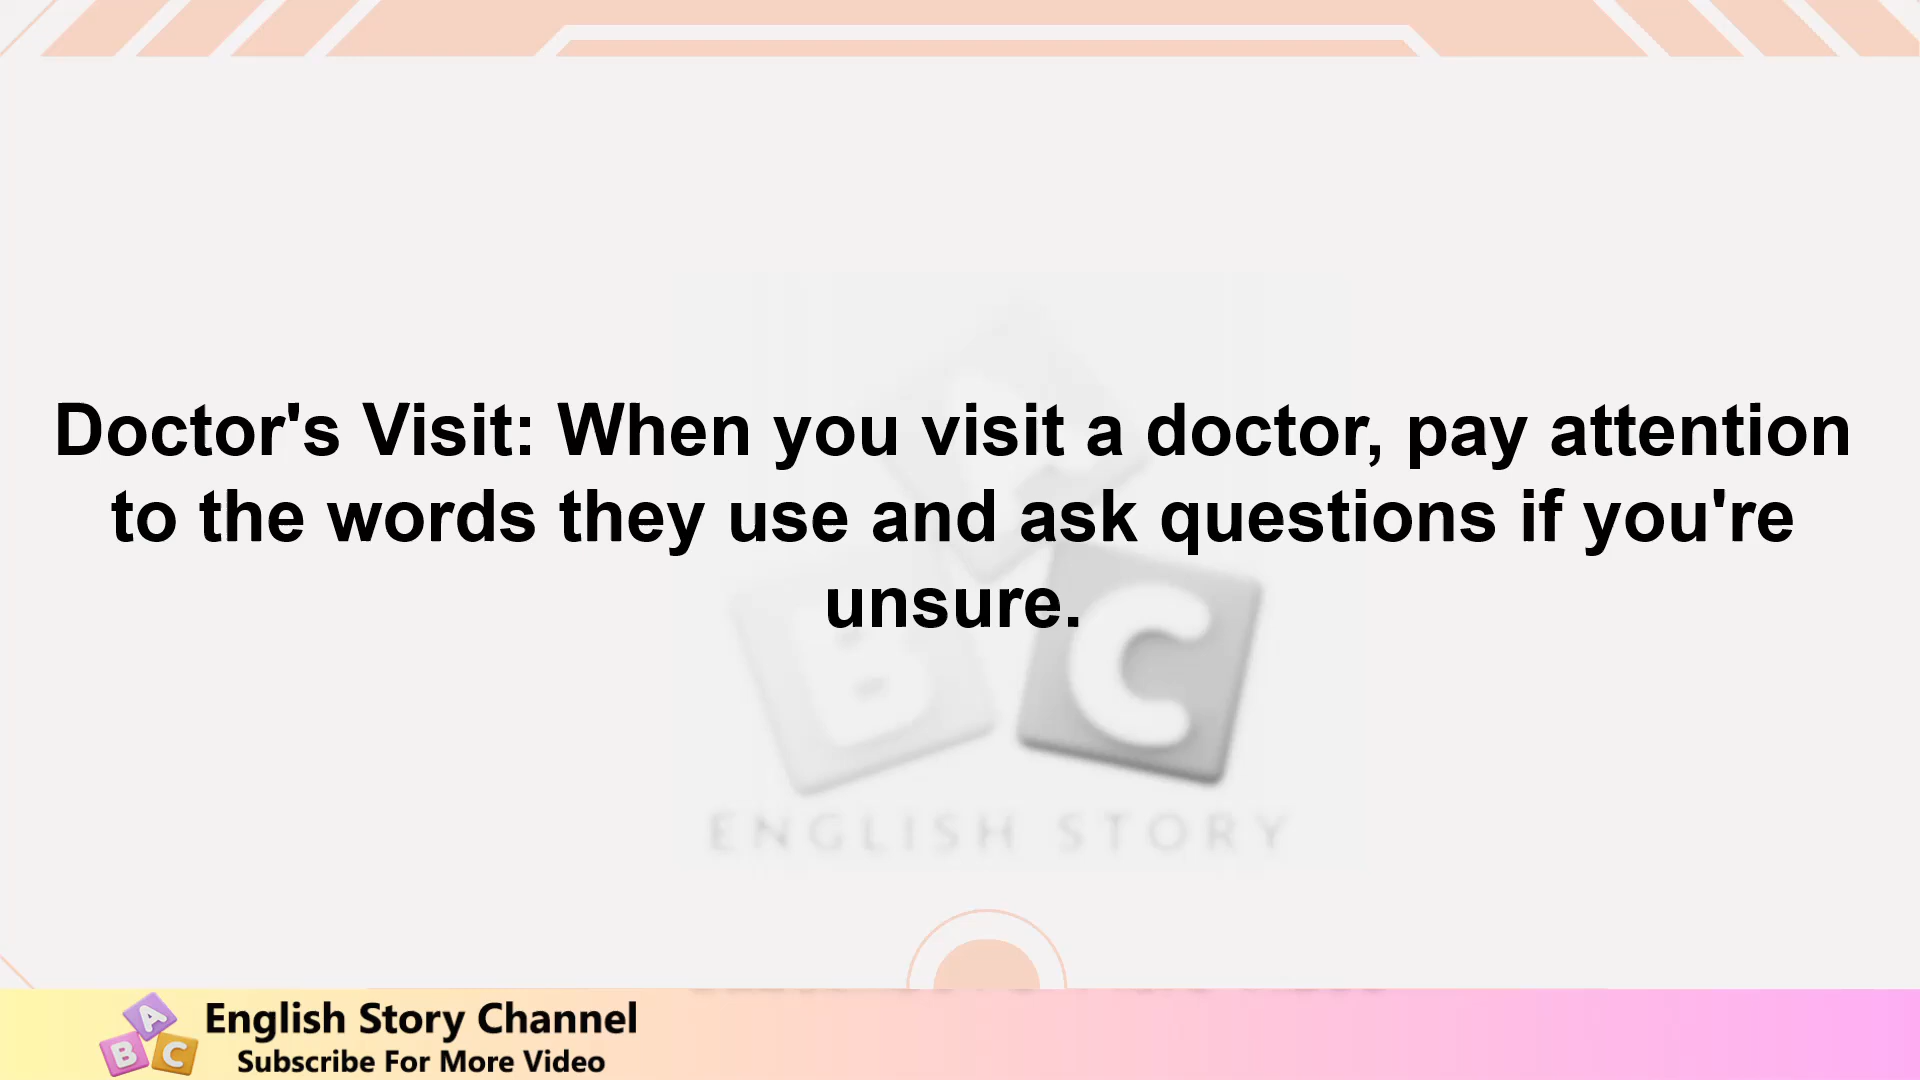 Doctor's Visit: When you visit a doctor, pay attention
to the words they use and ask questions if you're
unsure.
A
B
C
ENGLISH STORY
A
B C
English Story Channel
Subscribe For More Video